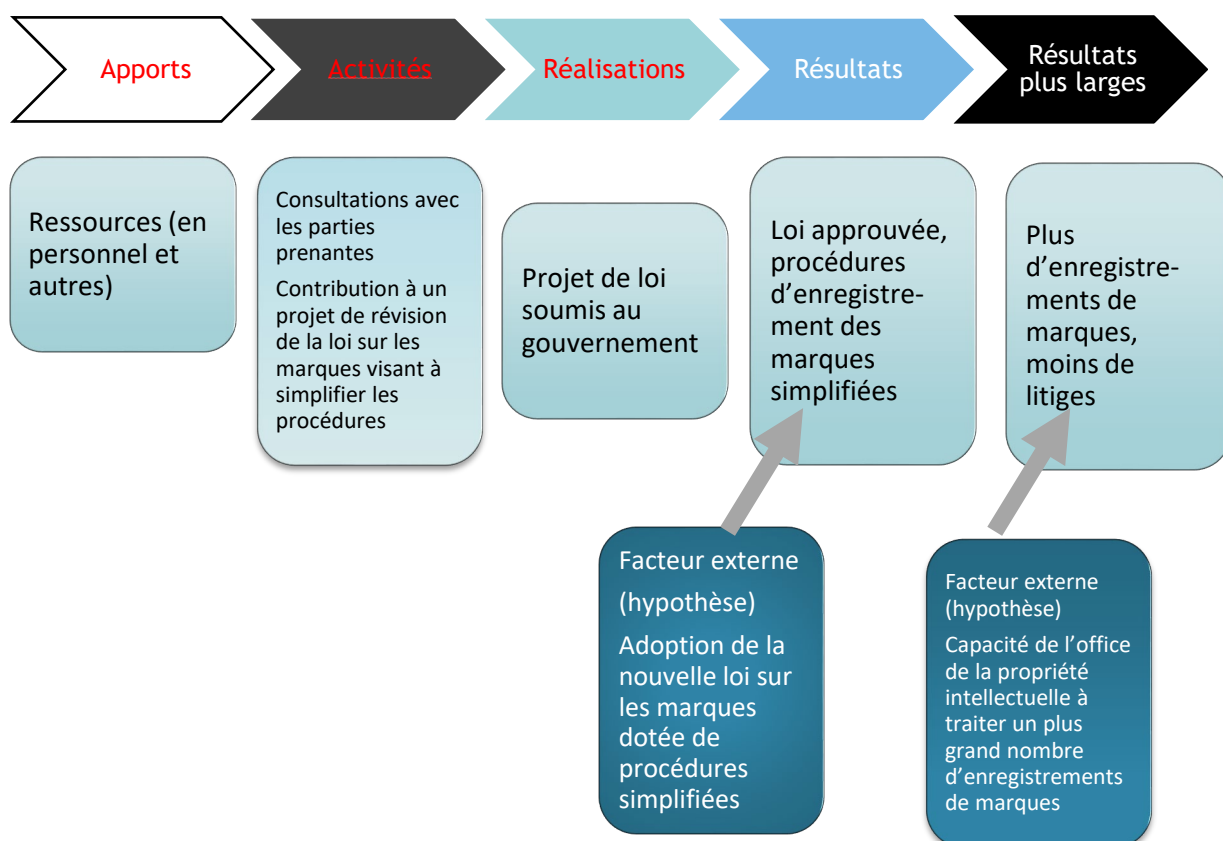 Apports
Activités
Réalisations
Résultats
Résultats
plus larges
Ressources (en
personnel et
autres)
Consultations avec
les parties
prenantes
Contribution à un
projet de révision
de la loi sur les
marques visant à
simplifier les
procédures
Projet de loi
soumis au
gouvernement
Loi approuvée,
procédures
d’enregistre-
ment des
marques
simplifiées
Plus
d’enregistre-
ments de
marques,
moins de
litiges
Facteur externe
(hypothèse)
Adoption de la
nouvelle loi sur
les marques
dotée de
procédures
simplifiées
Facteur externe
(hypothèse)
Capacité de l’office
de la propriété
intellectuelle à
traiter un plus
grand nombre
d’enregistrements
de marques